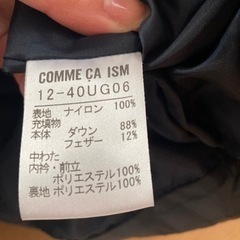 COMME ÇA ISM
12-40UG06
表地 ナイロン 100%
充填物
本体 ダウン 88%
フェザー 12%
中わた
内衿・前立
ポリエステル100%
裏地 ポリエステル100%